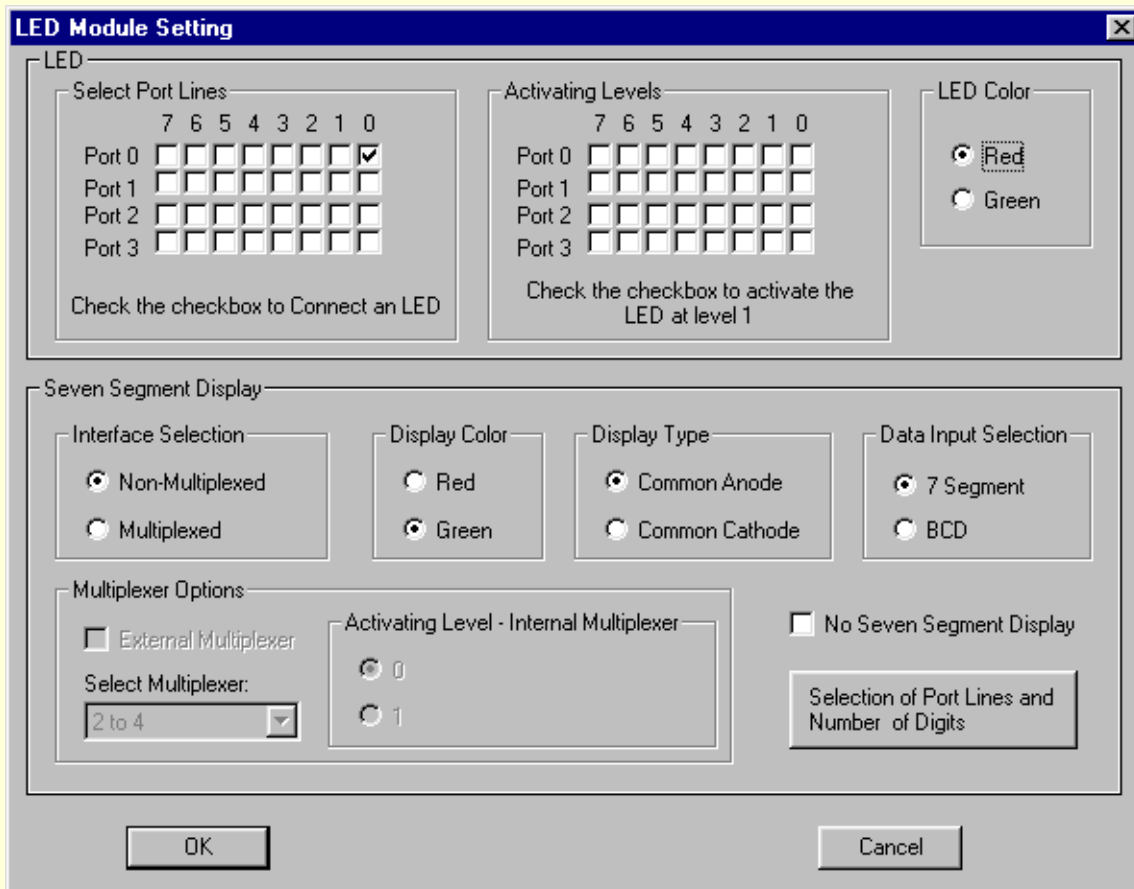 LED Module Setting
LED
Select Port Lines
7 6 5 4 3 2 1 0
Port 0
Port 1
Port 2
Port 3
Check the checkbox to Connect an LED
Activating Levels
7 6 5 4 3 2 1 0
Port 0
Port 1
Port 2
Port 3
Check the checkbox to activate the
LED at level 1
LED Color
Red
Green
Seven Segment Display
Interface Selection
Non-Multiplexed
Multiplexed
Display Color
Red
Green
Display Type
Common Anode
Common Cathode
Data Input Selection
7 Segment
BCD
Multiplexer Options
External Multiplexer
Select Multiplexer:
2 to 4
Activating Level - Internal Multiplexer
0
1
No Seven Segment Display
Selection of Port Lines and
Number of Digits
OK
Cancel